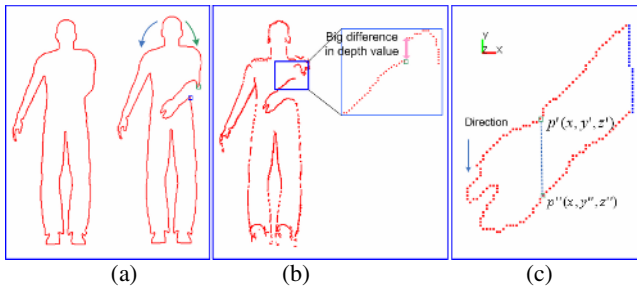 Big difference
in depth value
y
z x
Direction
p'(x, y', z')
p''(x, y'', z'')
(a) (b) (c)